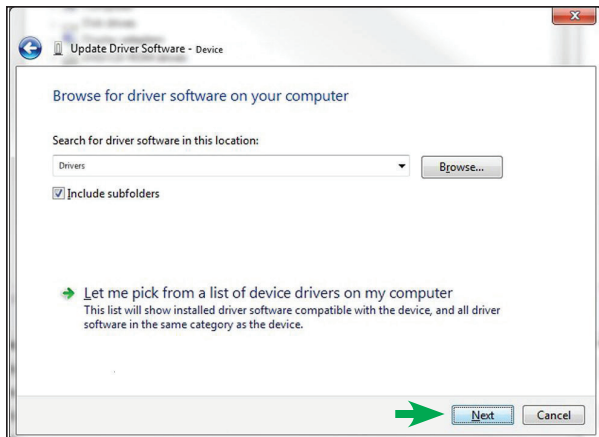 Update Driver Software - Device
Browse for driver software on your computer
Search for driver software in this location:
Drivers
Browse...
Include subfolders
Let me pick from a list of device drivers on my computer
This list will show installed driver software compatible with the device, and all driver
software in the same category as the device.
Next
Cancel